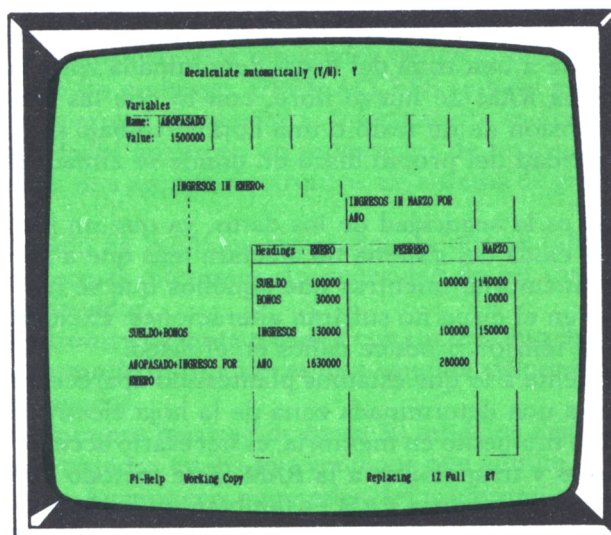 Recalculate automatically (Y/N): Y
Variables
Name: AÑOPASADO
Value: 1500000
INGRESOS IN ENERO+
INGRESOS IN MARZO FOR
AÑO
Headings ENERO FEBRERO MARZO
SUELDO 100000 100000 140000
BONOS 30000 10000
SUELDO+BONOS INGRESOS 130000 100000 150000
AÑOPASADO+INGRESOS FOR AÑO 1630000 280000
ENERO
F1-Help Working Copy Replacing 1% Full R7